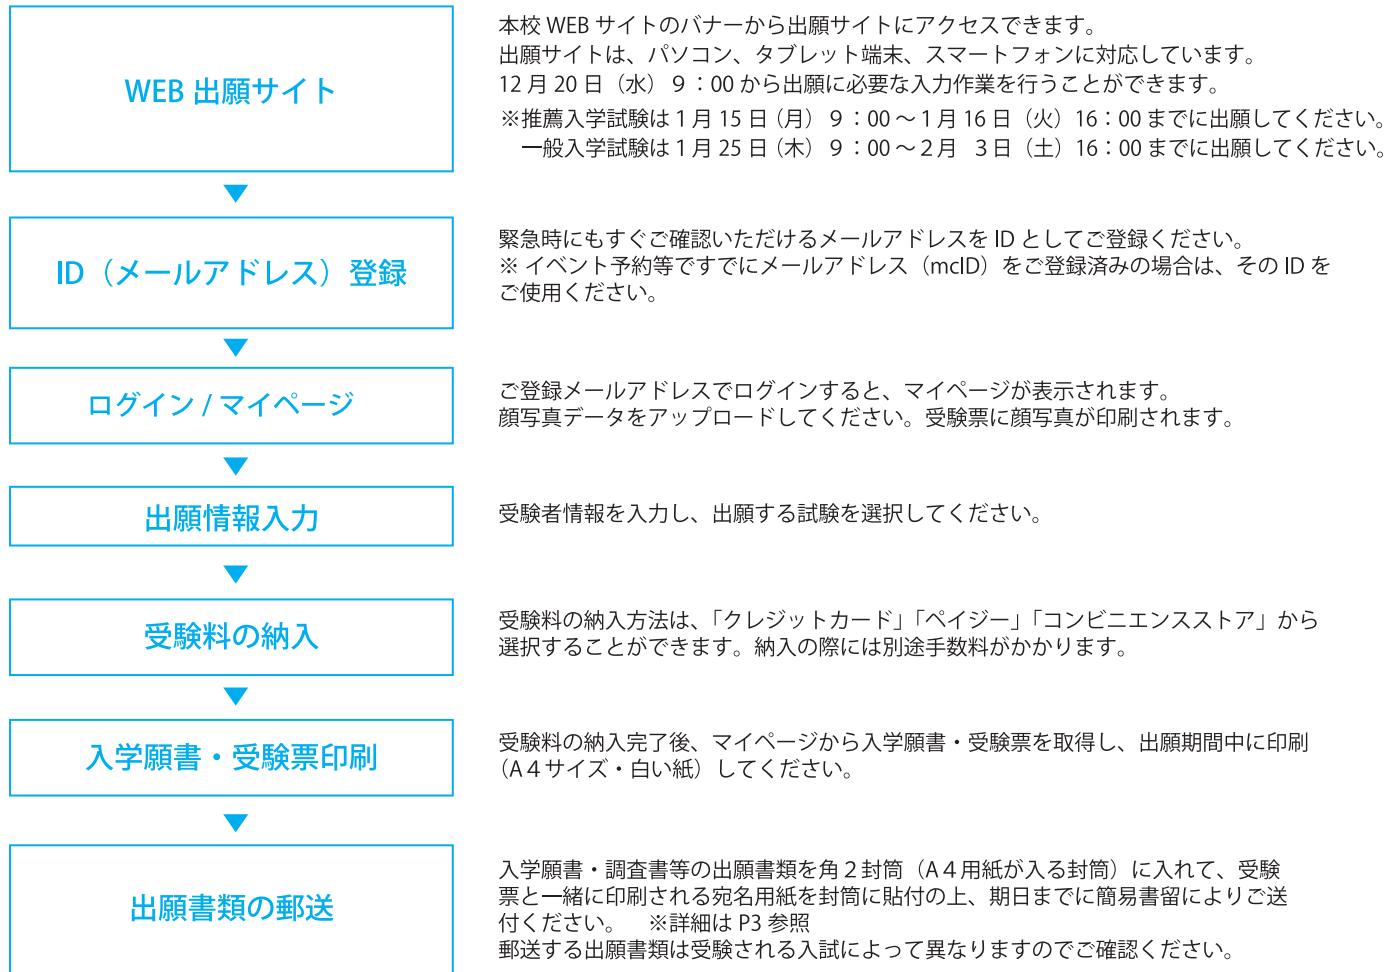 WEB 出願サイト
本校 WEB サイトのバナーから出願サイトにアクセスできます。
出願サイトは、パソコン、タブレット端末、スマートフォンに対応しています。
12 月 20 日（水）９：00 から出願に必要な入力作業を行うことができます。
※推薦入学試験は１月 15 日（月）９：00 ～１月 16 日（火）16：00 までに出願してください。
一般入学試験は１月 25 日（木）９：00 ～２月　３日（土）16：00 までに出願してください。
ID（メールアドレス）登録
緊急時にもすぐご確認いただけるメールアドレスを ID としてご登録ください。
※ イベント予約等ですでにメールアドレス（mcID）をご登録済みの場合は、その ID を
ご使用ください。
ログイン / マイページ
ご登録メールアドレスでログインすると、マイページが表示されます。
顔写真データをアップロードしてください。受験票に顔写真が印刷されます。
出願情報入力
受験者情報を入力し、出願する試験を選択してください。
受験料の納入
受験料の納入方法は、「クレジットカード」「ペイジー」「コンビニエンスストア」から
選択することができます。納入の際には別途手数料がかかります。
入学願書・受験票印刷
受験料の納入完了後、マイページから入学願書・受験票を取得し、出願期間中に印刷
（A４サイズ・白い紙）してください。
出願書類の郵送
入学願書・調査書等の出願書類を角２封筒（A４用紙が入る封筒）に入れて、受験
票と一緒に印刷される宛名用紙を封筒に貼付の上、期日までに簡易書留によりご送
付ください。　※詳細は P3 参照
郵送する出願書類は受験される入試によって異なりますのでご確認ください。